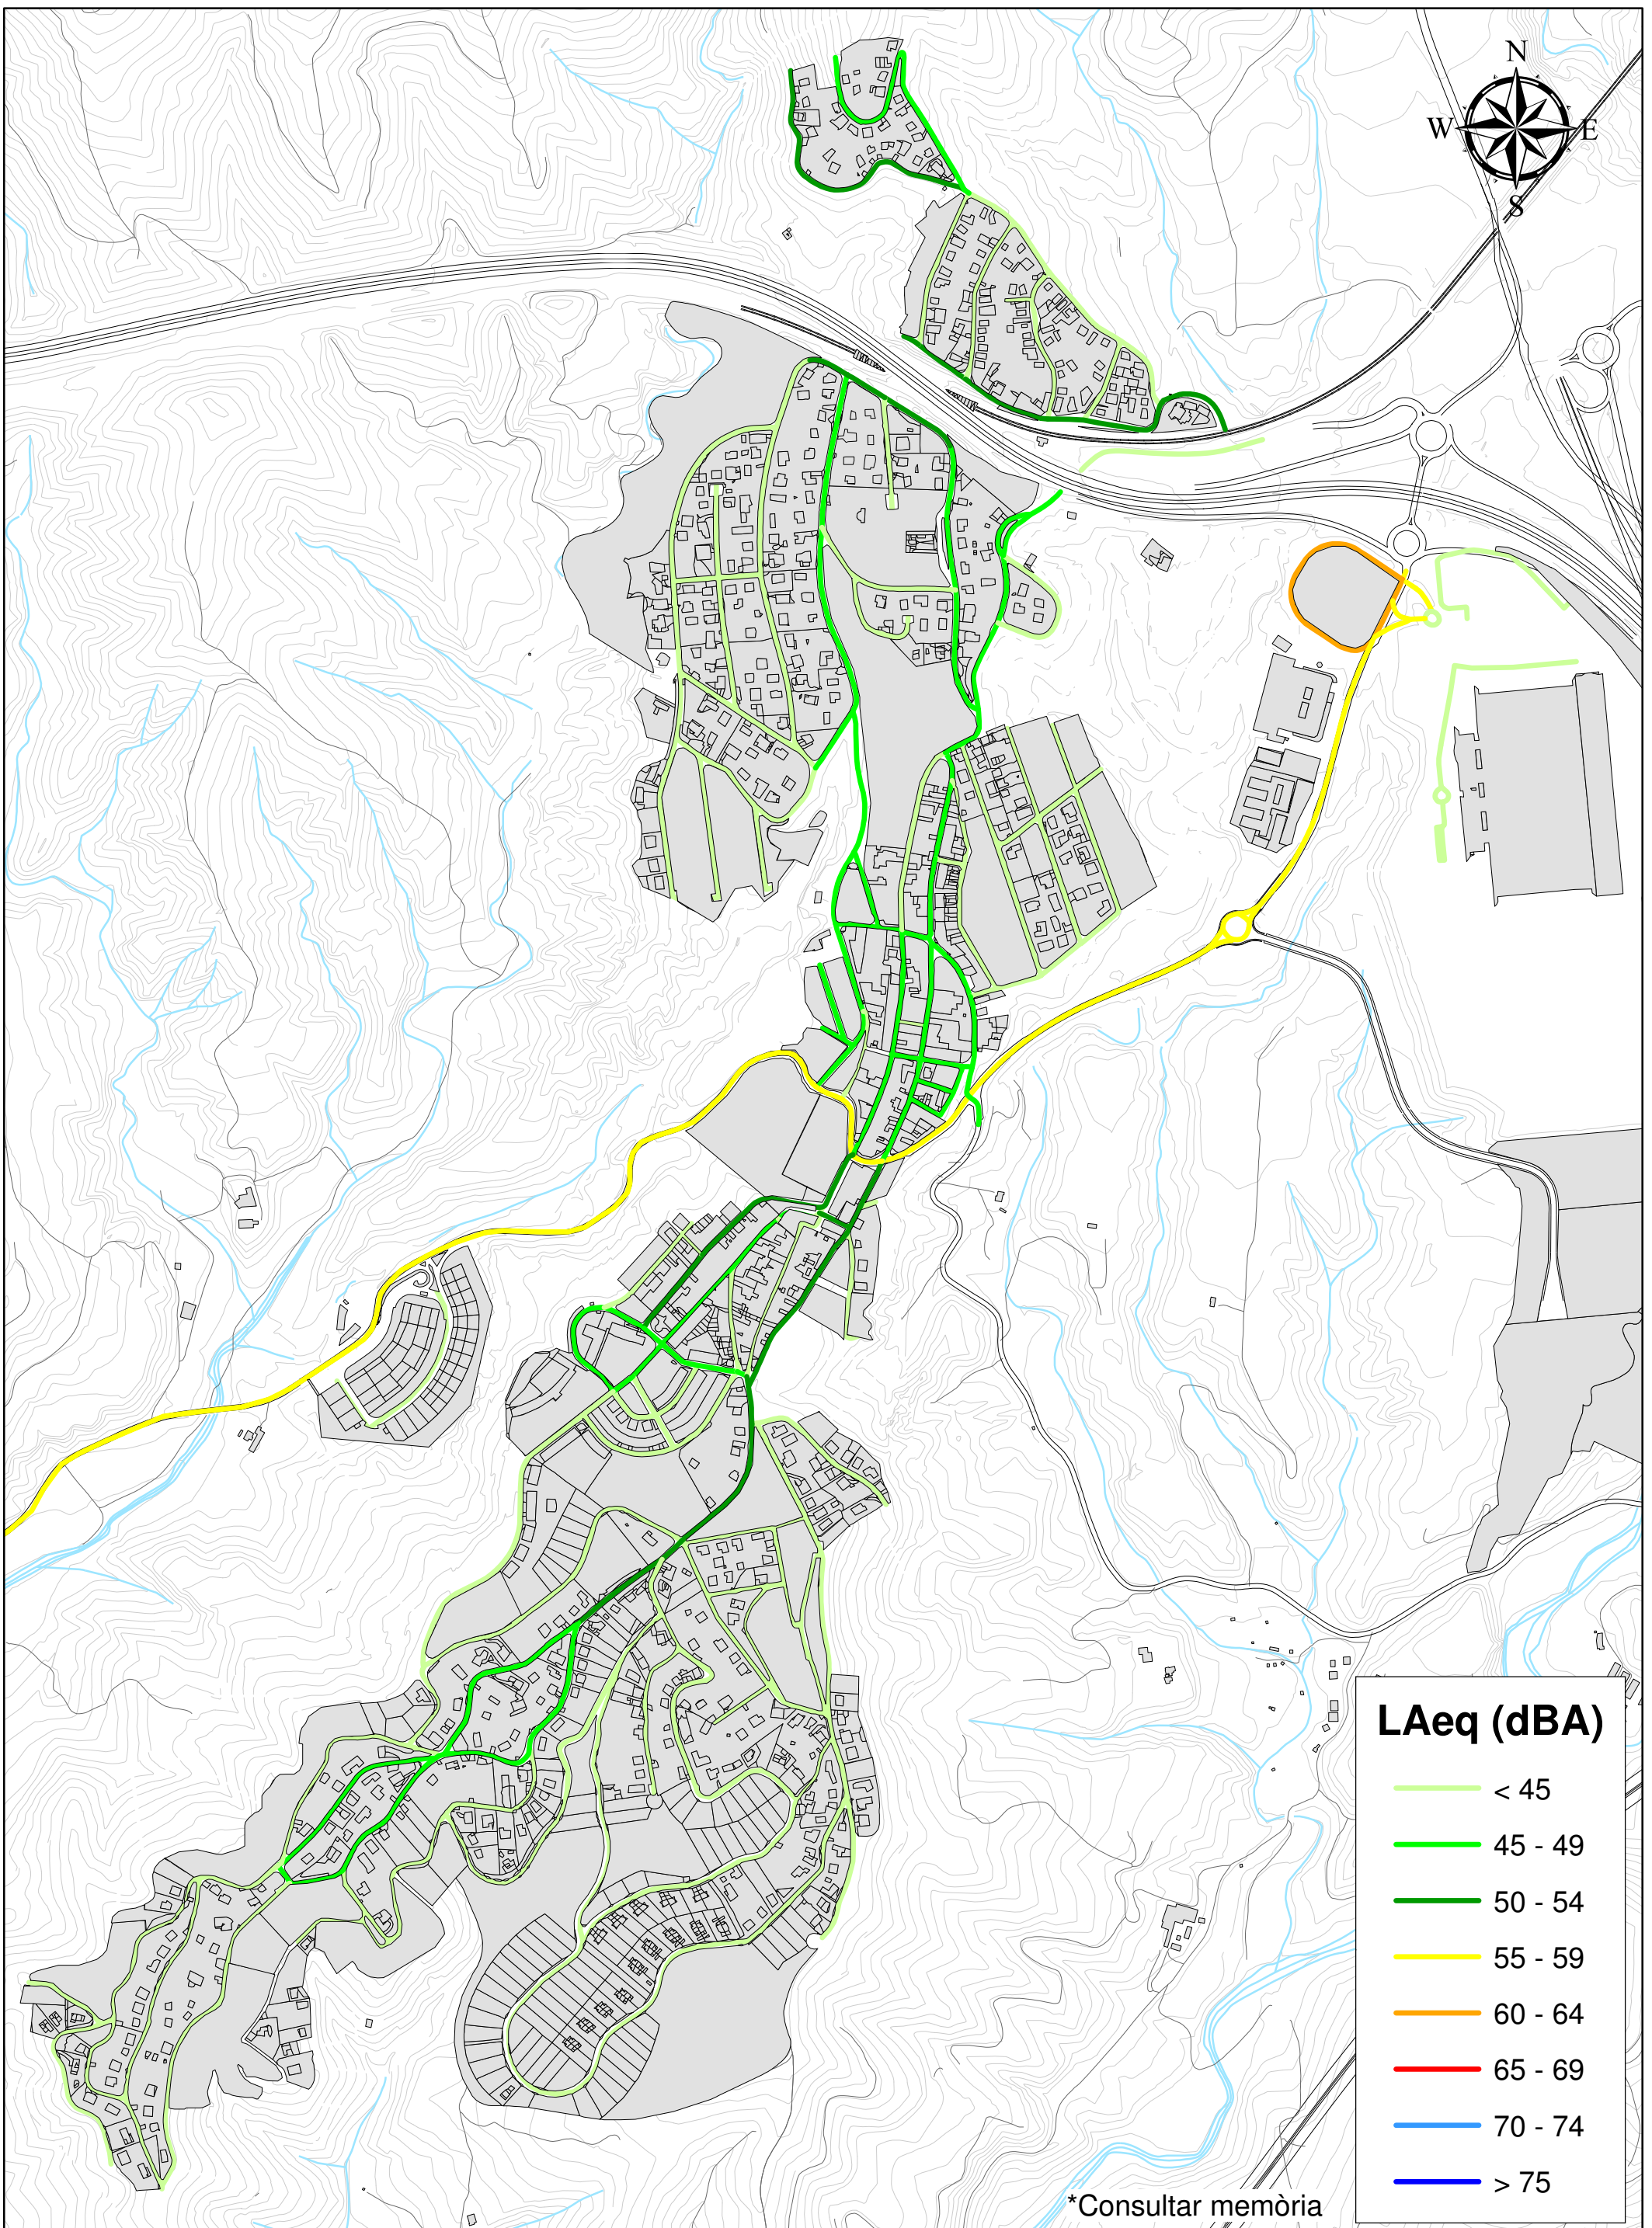 N
W E
S
LAeq (dBA)
< 45
45 - 49
50 - 54
55 - 59
60 - 64
65 - 69
70 - 74
> 75
*Consultar memòria